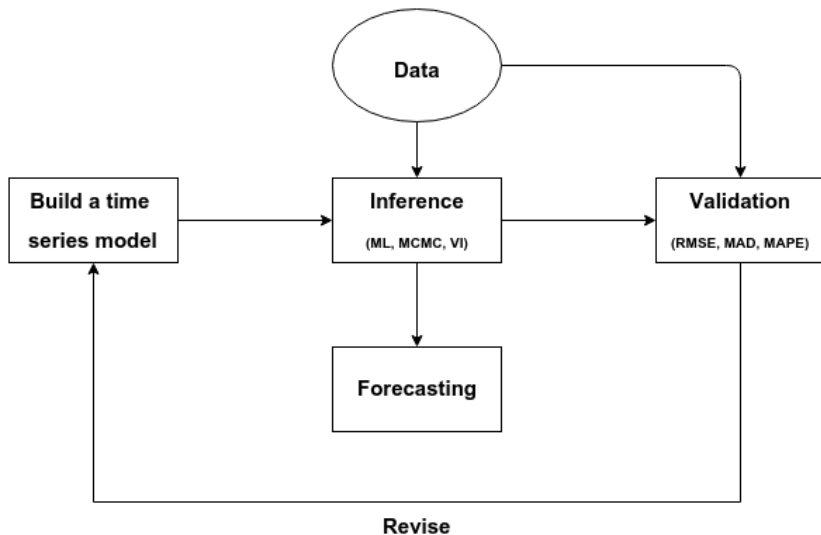 Data
Build a time
series model
Inference
(ML, MCMC, VI)
Validation
(RMSE, MAD, MAPE)
Forecasting
Revise